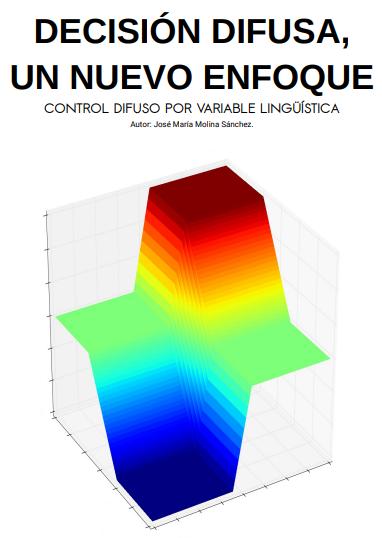 DECISIÓN DIFUSA,
UN NUEVO ENFOQUE
CONTROL DIFUSO POR VARIABLE LINGÜÍSTICA
Autor: José María Molina Sánchez.